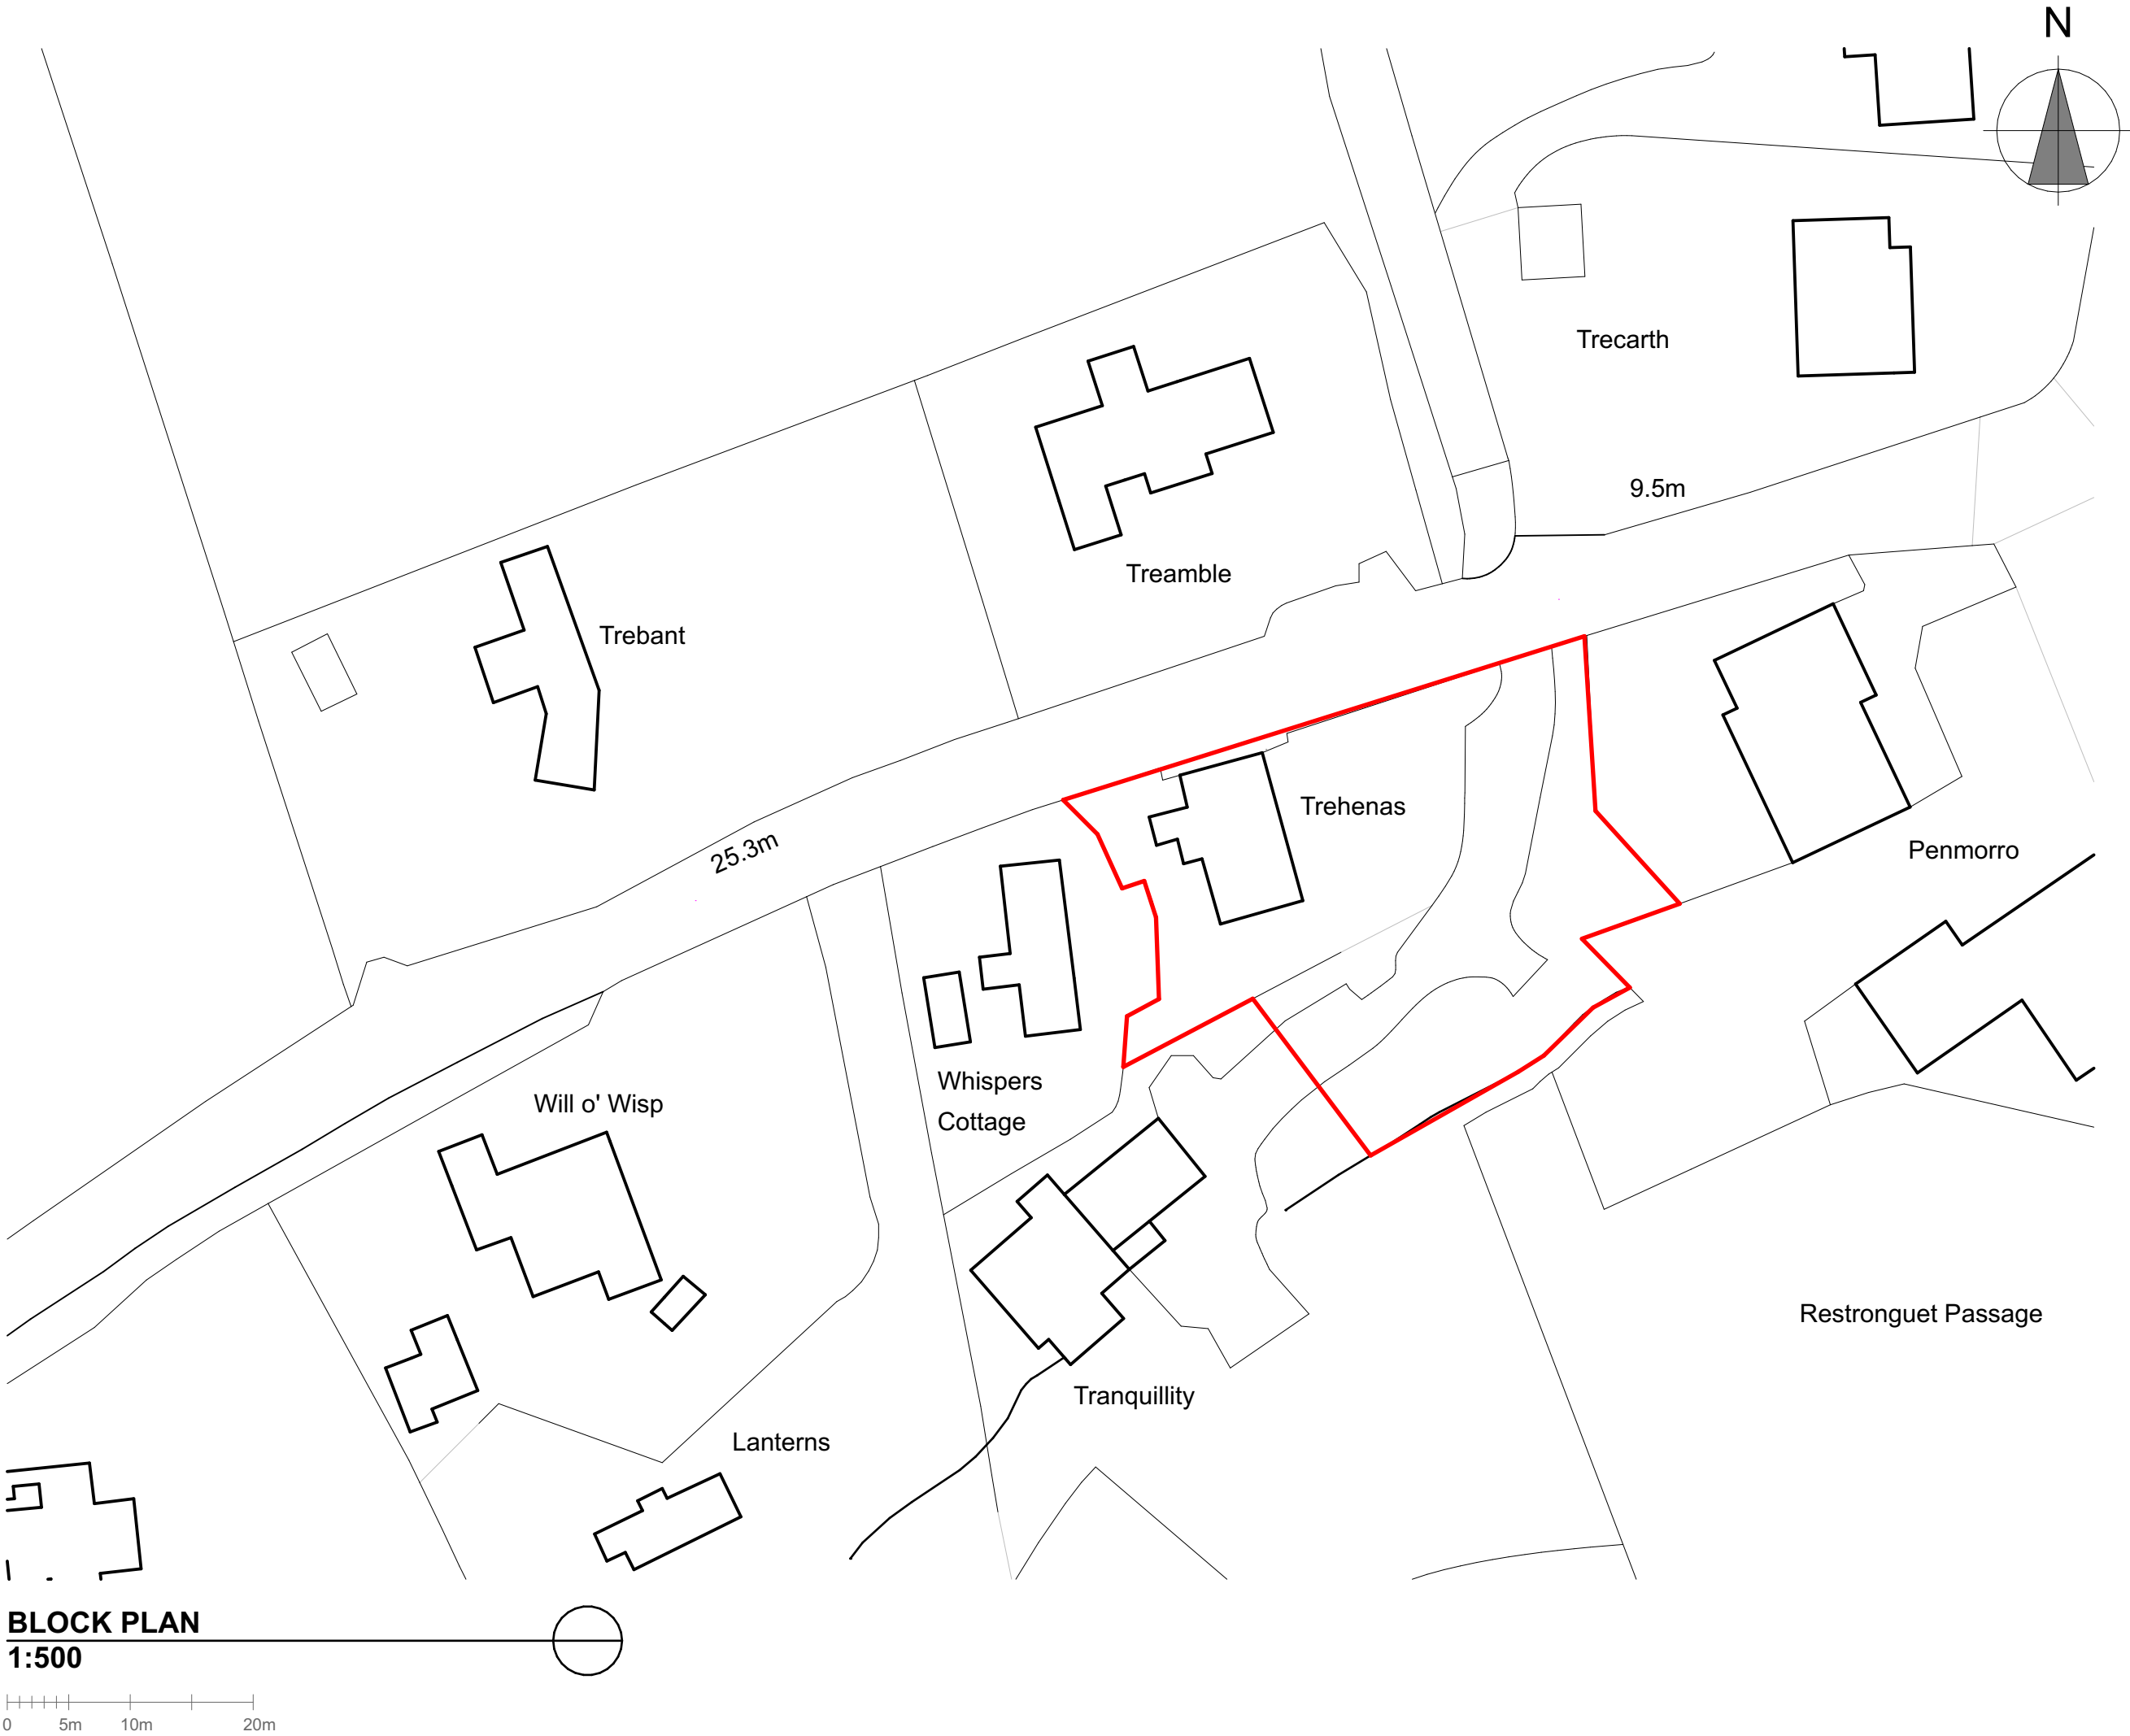 N
Trecarth
9.5m
Treamble
Trebant
Trehenas
25.3m
Penmorro
Whispers
Cottage
Will o' Wisp
Restronguet Passage
Tranquillity
Lanterns
BLOCK PLAN
1:500
0 5m 10m 20m